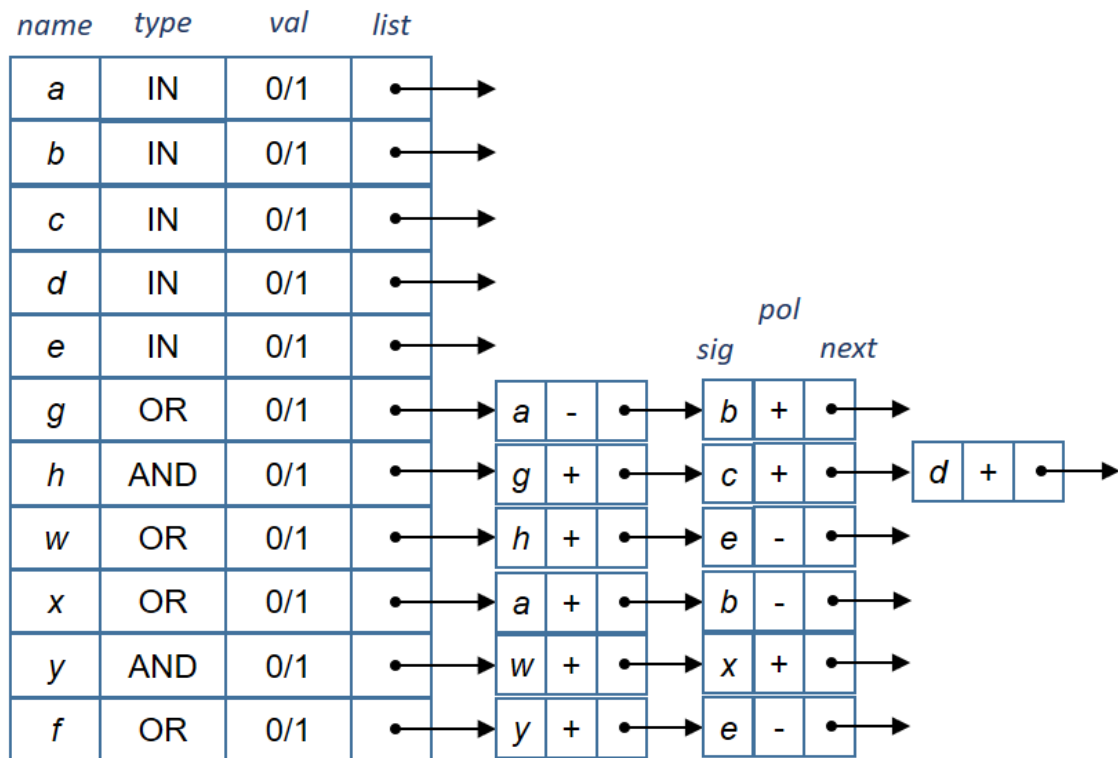 name type val list
a IN 0/1
b IN 0/1
c IN 0/1
d IN 0/1
pol
e IN 0/1 sig next
g OR 0/1 a - b +
h AND 0/1 g + c + d +
w OR 0/1 h + e -
x OR 0/1 a + b -
y AND 0/1 w + x +
f OR 0/1 y + e -